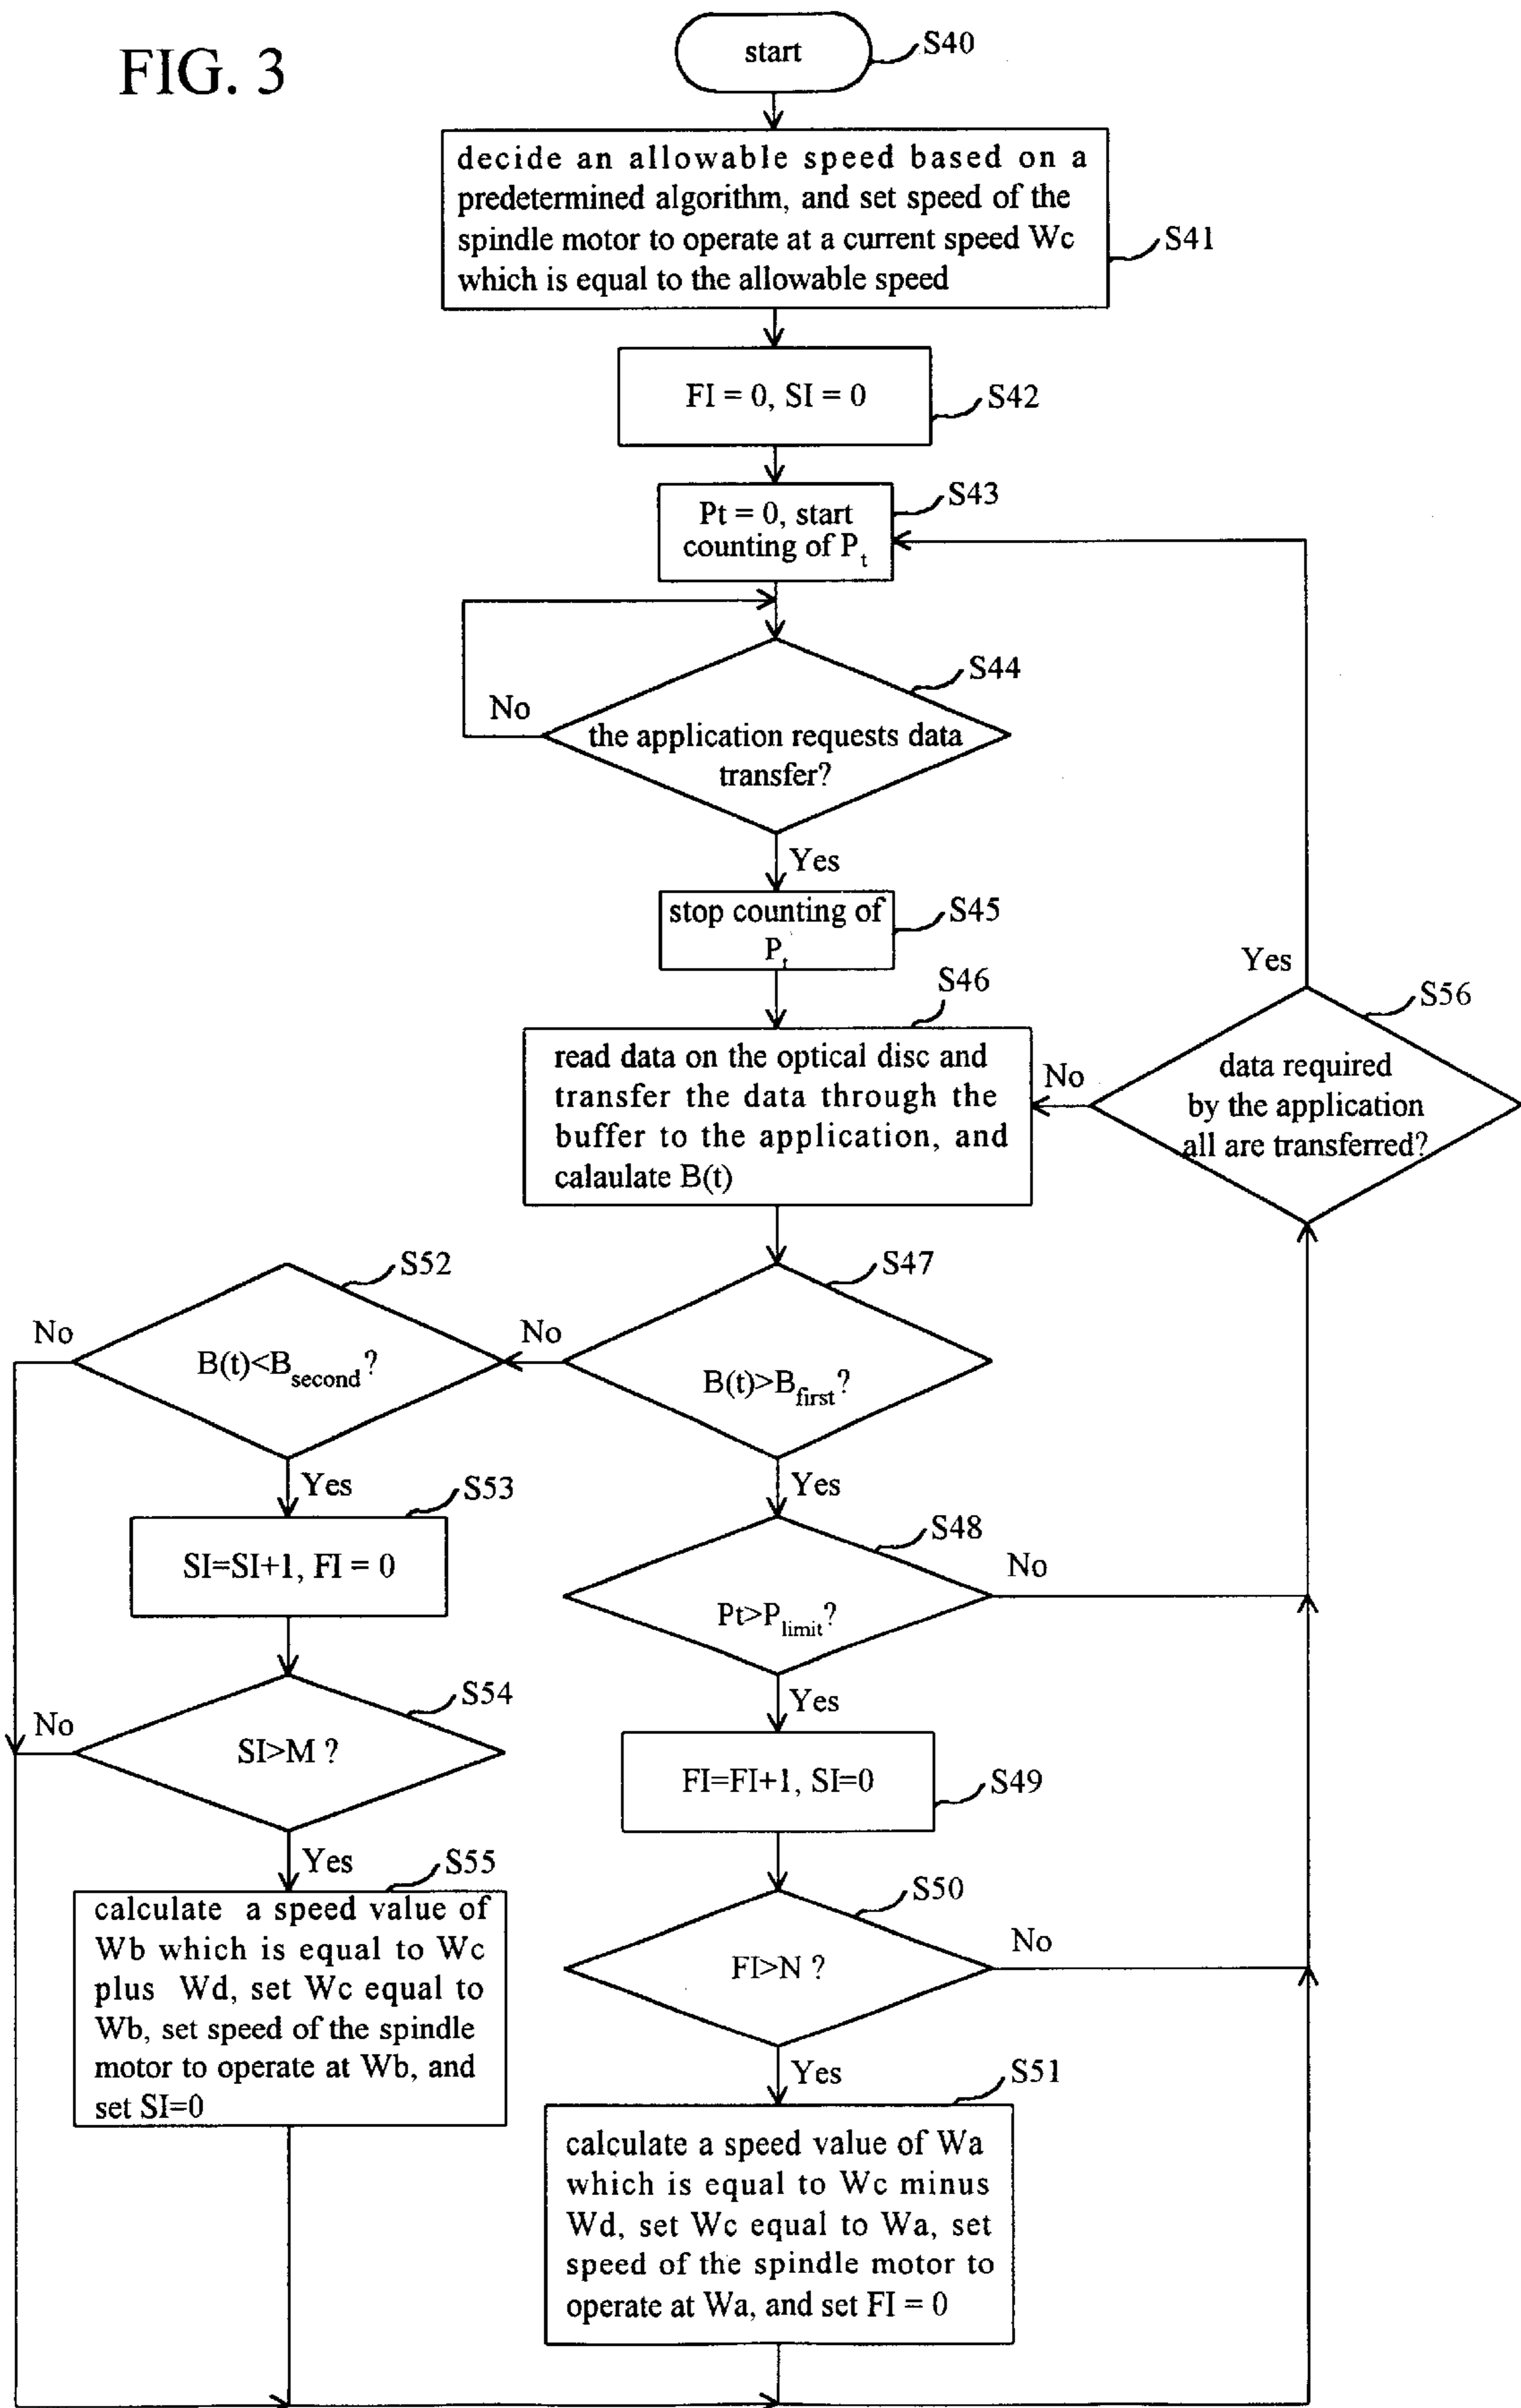 FIG. 3
start
S40
decide an allowable speed based on a
predetermined algorithm, and set speed of the
spindle motor to operate at a current speed Wc
which is equal to the allowable speed
S41
FI = 0, SI = 0
S42
Pt = 0, start
counting of Pt
S43
S44
No
the application requests data
transfer?
Yes
stop counting of
Pt
S45
S46
read data on the optical disc and
transfer the data through the
buffer to the application, and
calaulate B(t)
Yes
S56
No
data required
by the application
all are transferred?
S52
No
B(t)<Bsecond?
S47
No
B(t)>Bfirst?
Yes
S53
SI=SI+1, FI = 0
Yes
S48
No
Pt>Plimit?
S54
No
SI>M ?
Yes
FI=FI+1, SI=0
S49
Yes
S55
calculate a speed value of
Wb which is equal to Wc
plus Wd, set Wc equal to
Wb, set speed of the spindle
motor to operate at Wb, and
set SI=0
S50
No
FI>N ?
Yes
S51
calculate a speed value of Wa
which is equal to Wc minus
Wd, set Wc equal to Wa, set
speed of the spindle motor to
operate at Wa, and set FI = 0